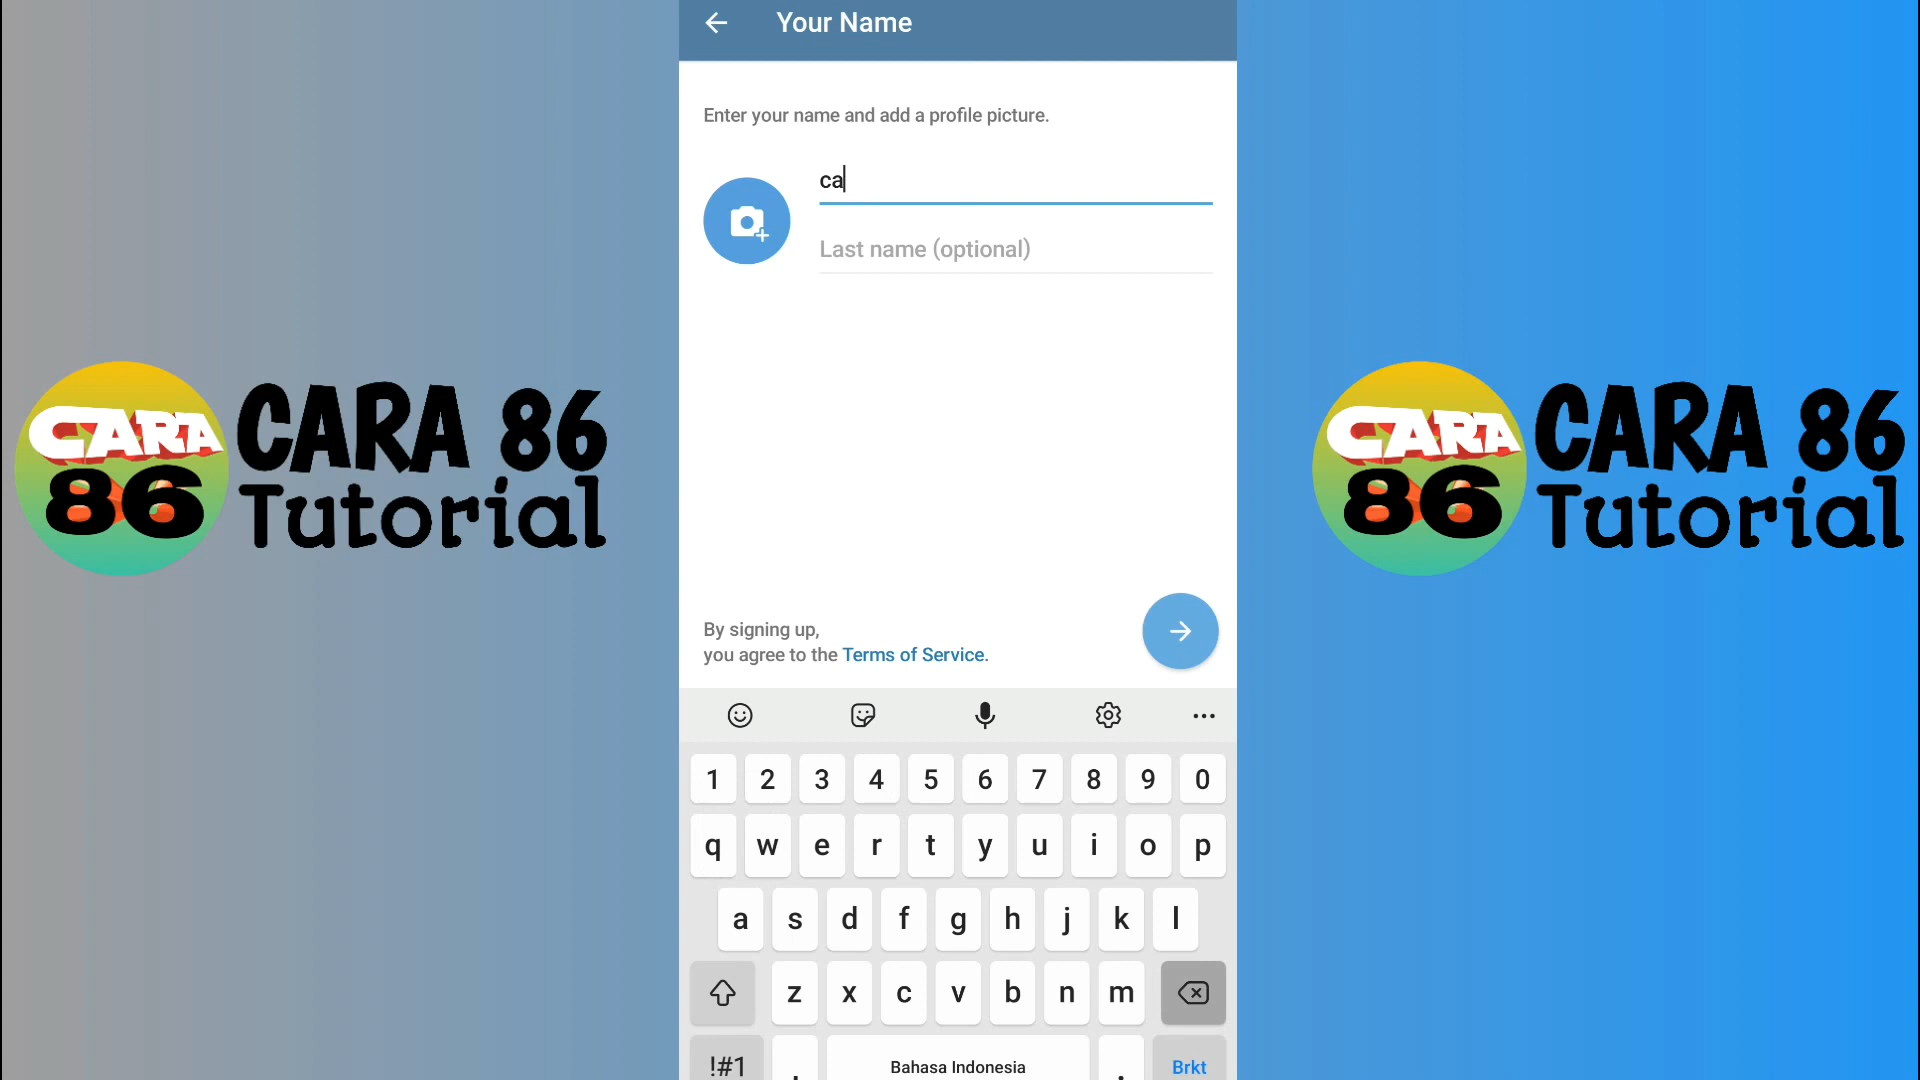 Your Name
Enter your name and add a profile picture.
ca
Last name (optional)
CARA
86
CARA 86
Tutorial
CARA
86
CARA 86
Tutorial
By signing up,
you agree to the Terms of Service.
1 2 3 4 5 6 7 8 9 0
q w e r t y u i o p
a s d f g h j k l
z x c v b n m
!#1 , Bahasa Indonesia . Brkt